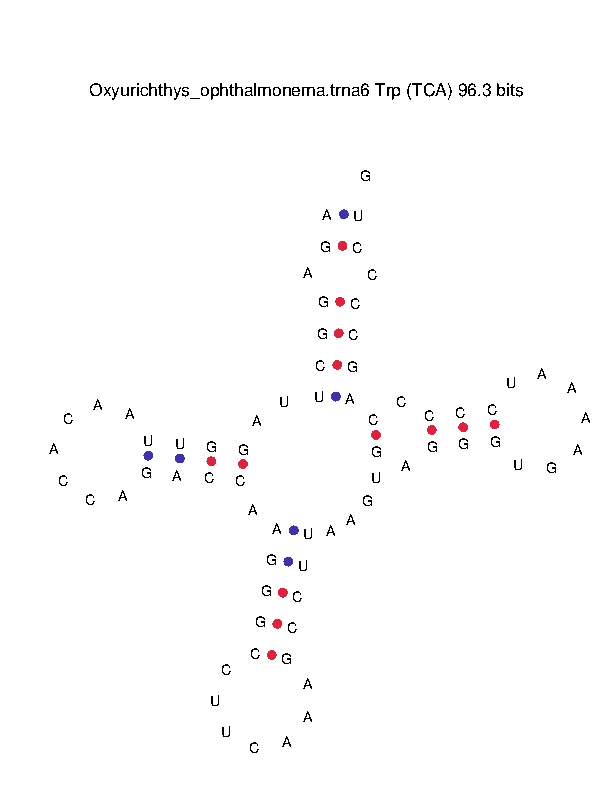 Oxyurichthys_ophthalmonema.trna6 Trp (TCA) 96.3 bits
G
A U
G C
A C
G C
G C
C G
U A A
U U A C
C A A A C C C C A
A U U G G G G G G A
C G A C C U A U G
C C A G
A A
A U A
G U
G C
G C
C G
C
A
U
A
U
C A